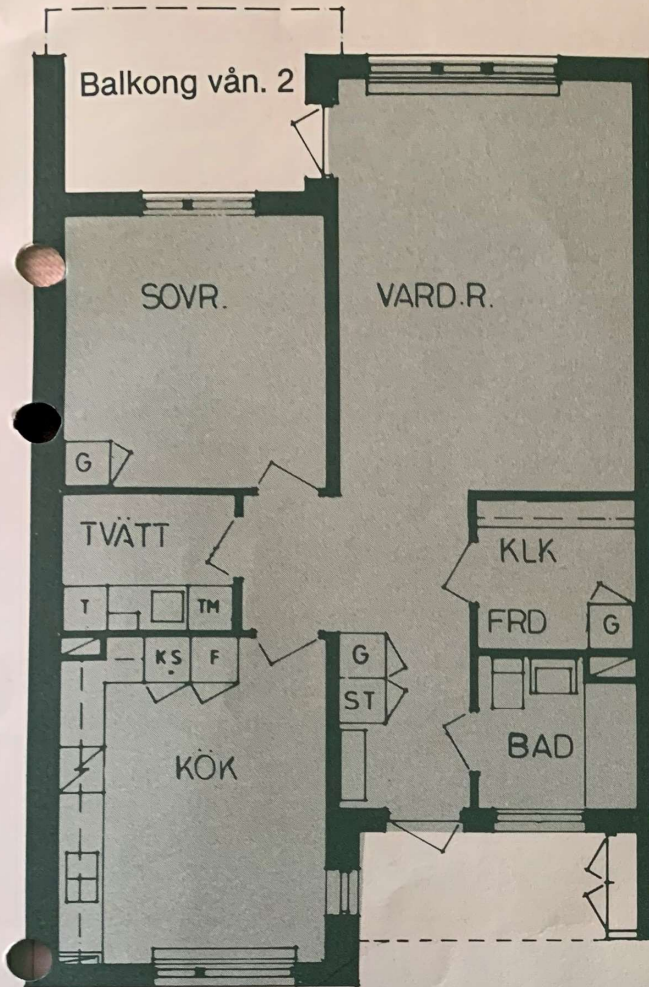 Balkong vån. 2
SOVR.
VARD.R.
G
TVÄTT
KLK
T
TM
FRD
G
KS
F
G
ST
BAD
KÖK